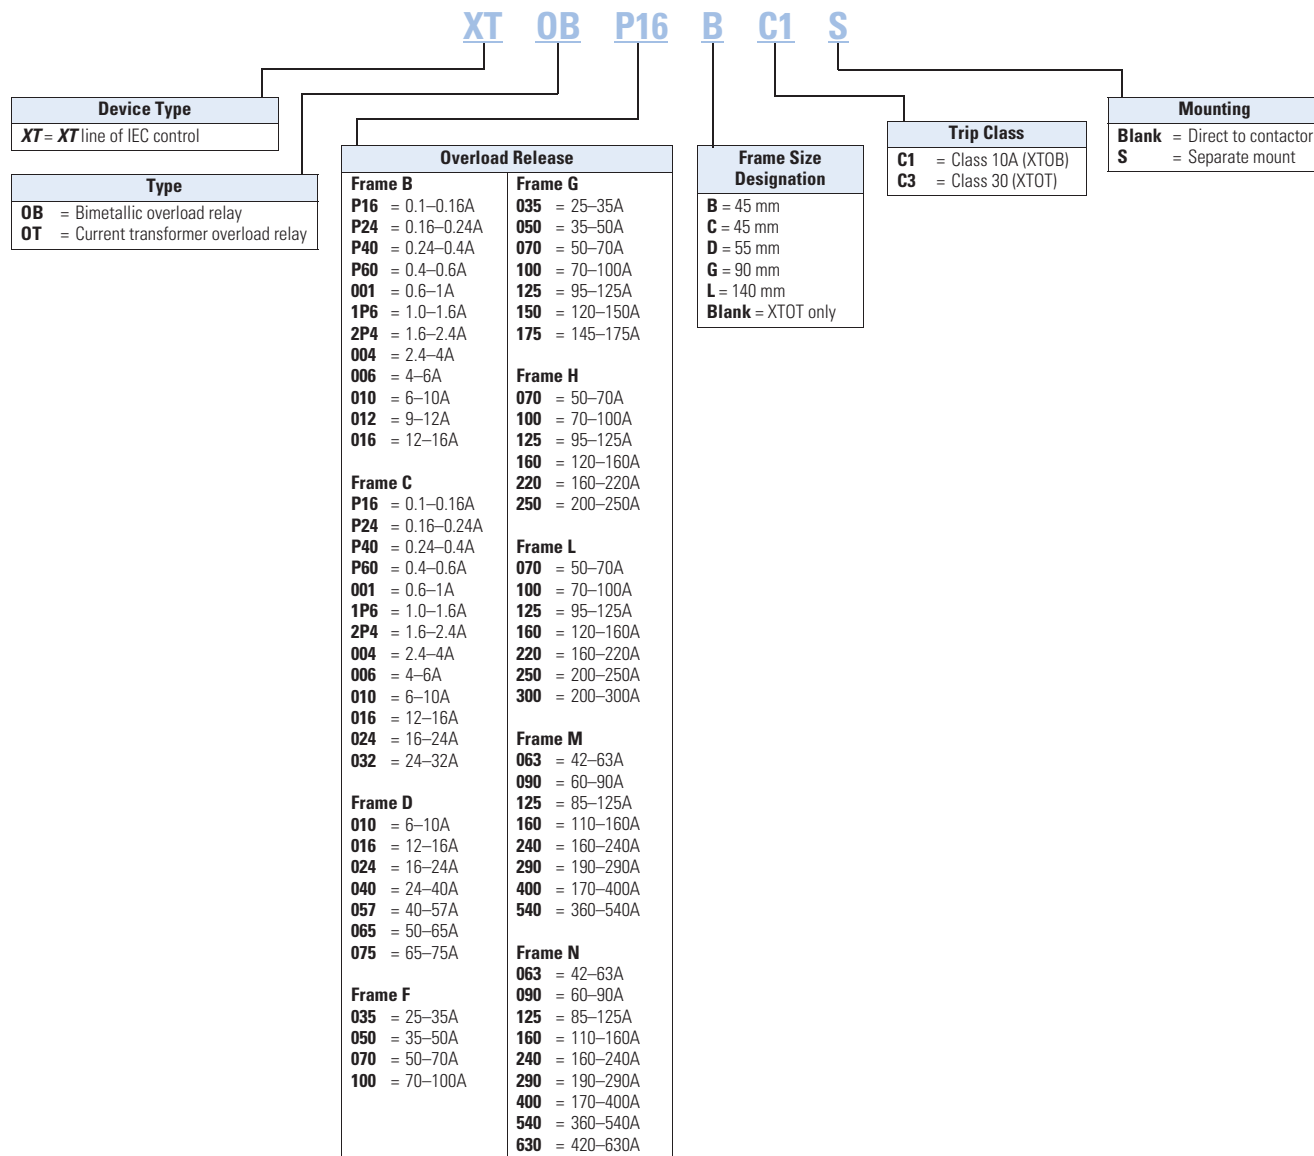 XT OB P16 B C1 S
Device Type
XT = XT line of IEC control
Type
OB = Bimetallic overload relay
OT = Current transformer overload relay
Overload Release
Frame B
P16 = 0.1–0.16A
P24 = 0.16–0.24A
P40 = 0.24–0.4A
P60 = 0.4–0.6A
001 = 0.6–1A
1P6 = 1.0–1.6A
2P4 = 1.6–2.4A
004 = 2.4–4A
006 = 4–6A
010 = 6–10A
012 = 9–12A
016 = 12–16A
Frame C
P16 = 0.1–0.16A
P24 = 0.16–0.24A
P40 = 0.24–0.4A
P60 = 0.4–0.6A
001 = 0.6–1A
1P6 = 1.0–1.6A
2P4 = 1.6–2.4A
004 = 2.4–4A
006 = 4–6A
010 = 6–10A
016 = 12–16A
024 = 16–24A
032 = 24–32A
Frame D
010 = 6–10A
016 = 12–16A
024 = 16–24A
040 = 24–40A
057 = 40–57A
065 = 50–65A
075 = 65–75A
Frame F
035 = 25–35A
050 = 35–50A
070 = 50–70A
100 = 70–100A
Frame G
035 = 25–35A
050 = 35–50A
070 = 50–70A
100 = 70–100A
125 = 95–125A
150 = 120–150A
175 = 145–175A
Frame H
070 = 50–70A
100 = 70–100A
125 = 95–125A
160 = 120–160A
220 = 160–220A
250 = 200–250A
Frame L
070 = 50–70A
100 = 70–100A
125 = 95–125A
160 = 120–160A
220 = 160–220A
250 = 200–250A
300 = 200–300A
Frame M
063 = 42–63A
090 = 60–90A
125 = 85–125A
160 = 110–160A
240 = 160–240A
290 = 190–290A
400 = 170–400A
540 = 360–540A
Frame N
063 = 42–63A
090 = 60–90A
125 = 85–125A
160 = 110–160A
240 = 160–240A
290 = 190–290A
400 = 170–400A
540 = 360–540A
630 = 420–630A
Frame Size
Designation
B = 45 mm
C = 45 mm
D = 55 mm
G = 90 mm
L = 140 mm
Blank = XTOT only
Trip Class
C1 = Class 10A (XTOB)
C3 = Class 30 (XTOT)
Mounting
Blank = Direct to contactor
S = Separate mount